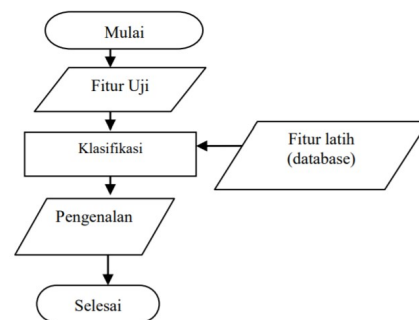 Mulai
Fitur Uji
Klasifikasi
Fitur latih
(database)
Pengenalan
Selesai